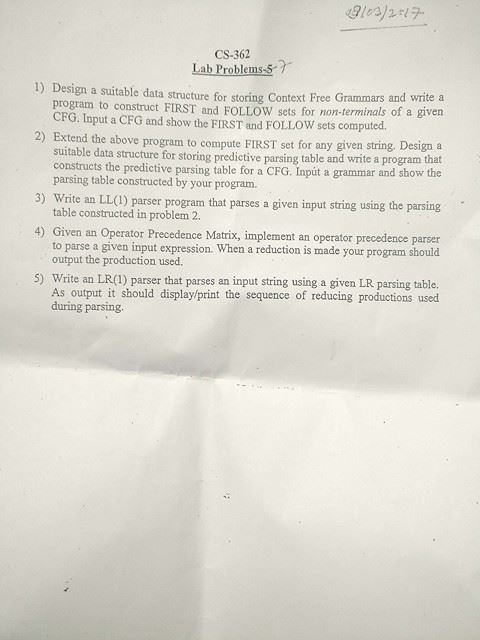 09/03/2017
CS-362
Lab Problems-5-7
1) Design a suitable data structure for storing Context Free Grammars and write a
program to construct FIRST and FOLLOW sets for non-terminals of a given
CFG. Input a CFG and show the FIRST and FOLLOW sets computed.
2) Extend the above program to compute FIRST set for any given string. Design a
suitable data structure for storing predictive parsing table and write a program that
constructs the predictive parsing table for a CFG. Input a grammar and show the
parsing table constructed by your program.
3) Write an LL(1) parser program that parses a given input string using the parsing
table constructed in problem 2.
4) Given an Operator Precedence Matrix, implement an operator precedence parser
to parse a given input expression. When a reduction is made your program should
output the production used.
5) Write an LR(1) parser that parses an input string using a given LR parsing table.
As output it should display/print the sequence of reducing productions used
during parsing.